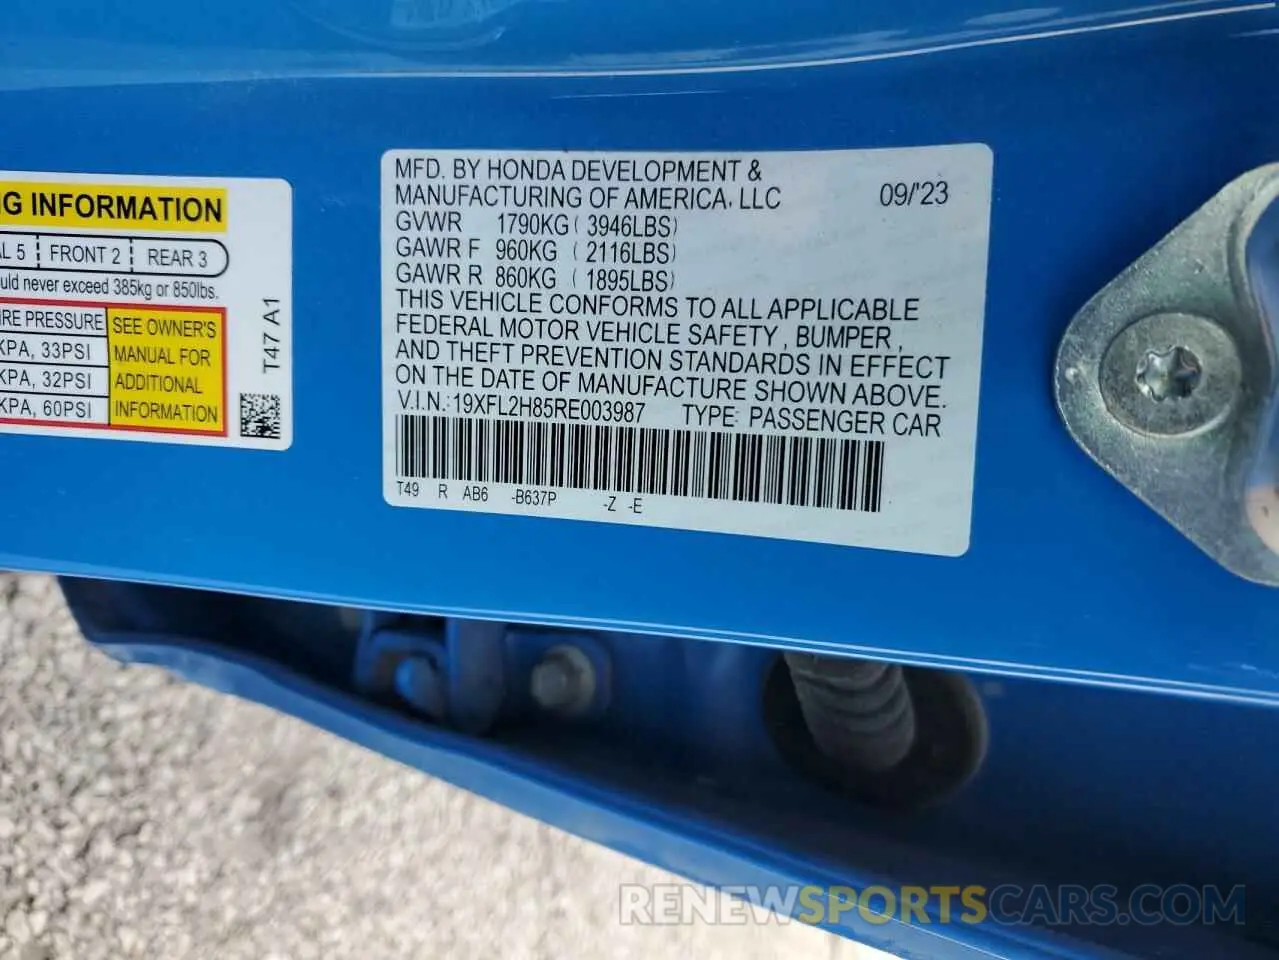 NG INFORMATION
AL 5 FRONT 2 REAR 3
uld never exceed 385kg or 850lbs.
IRE PRESSURE
KPA, 33PSI
KPA, 32PSI
KPA, 60PSI
SEE OWNER'S
MANUAL FOR
ADDITIONAL
INFORMATION
T47 A1
MFD. BY HONDA DEVELOPMENT &
MANUFACTURING OF AMERICA, LLC 09/'23
GVWR 1790KG ( 3946LBS)
GAWR F 960KG ( 2116LBS)
GAWR R 860KG ( 1895LBS)
THIS VEHICLE CONFORMS TO ALL APPLICABLE
FEDERAL MOTOR VEHICLE SAFETY , BUMPER ,
AND THEFT PREVENTION STANDARDS IN EFFECT
ON THE DATE OF MANUFACTURE SHOWN ABOVE.
V.I.N.: 19XFL2H85RE003987 TYPE: PASSENGER CAR
T49 R AB6 -B637P -Z -E
RENEWSPORTSCARS.COM